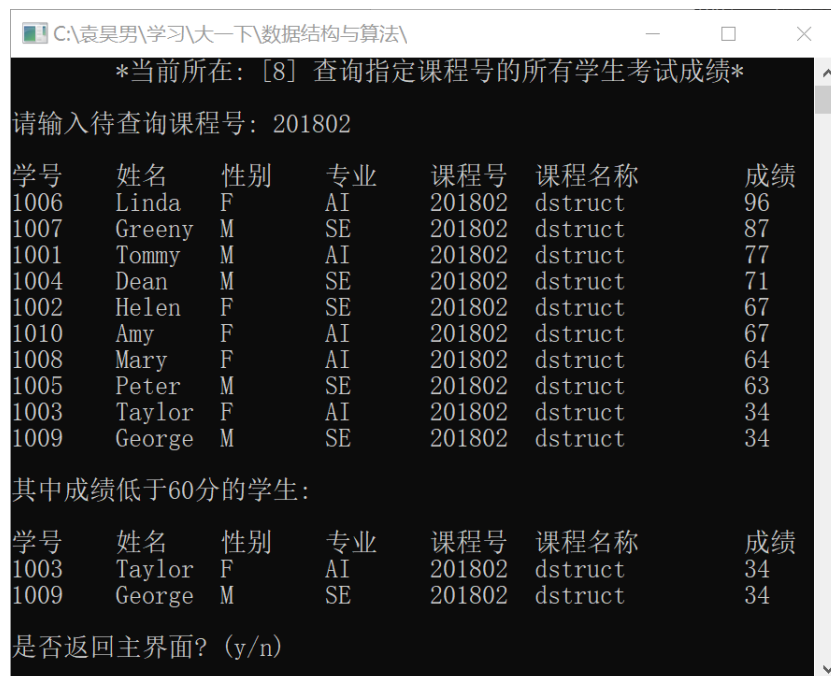 C:\袁昊男\学习\大一下\数据结构与算法\
*当前所在: [8] 查询指定课程号的所有学生考试成绩*
请输入待查询课程号: 201802
学号 姓名 性别 专业 课程号 课程名称 成绩
1006 Linda F AI 201802 dstruct 96
1007 Greeny M SE 201802 dstruct 87
1001 Tommy M AI 201802 dstruct 77
1004 Dean M SE 201802 dstruct 71
1002 Helen F SE 201802 dstruct 67
1010 Amy F AI 201802 dstruct 67
1008 Mary F AI 201802 dstruct 64
1005 Peter M SE 201802 dstruct 63
1003 Taylor F AI 201802 dstruct 34
1009 George M SE 201802 dstruct 34
其中成绩低于60分的学生:
学号 姓名 性别 专业 课程号 课程名称 成绩
1003 Taylor F AI 201802 dstruct 34
1009 George M SE 201802 dstruct 34
是否返回主界面? (y/n)